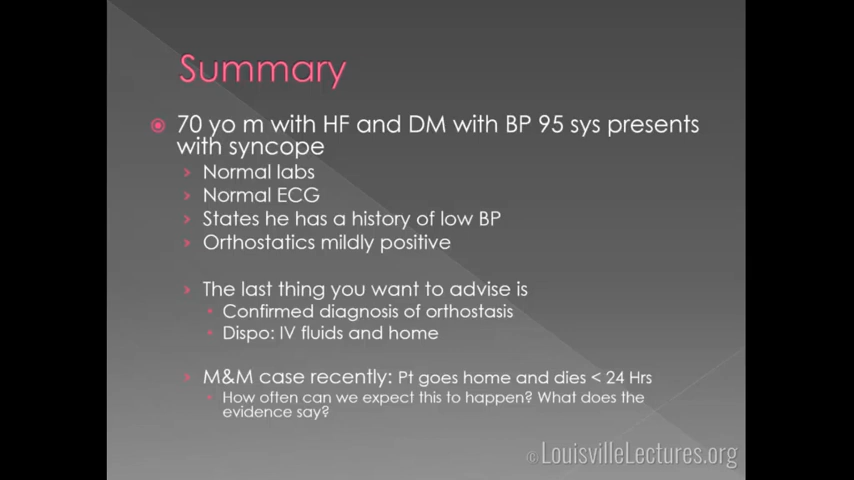 Summary
70 yo m with HF and DM with BP 95 sys presents
with syncope
Normal labs
Normal ECG
States he has a history of low BP
Orthostatics mildly positive
The last thing you want to advise is
Confirmed diagnosis of orthostasis
Dispo: IV fluids and home
M&M case recently: Pt goes home and dies < 24 Hrs
How often can we expect this to happen? What does the
evidence say?
© LouisvilleLectures.org